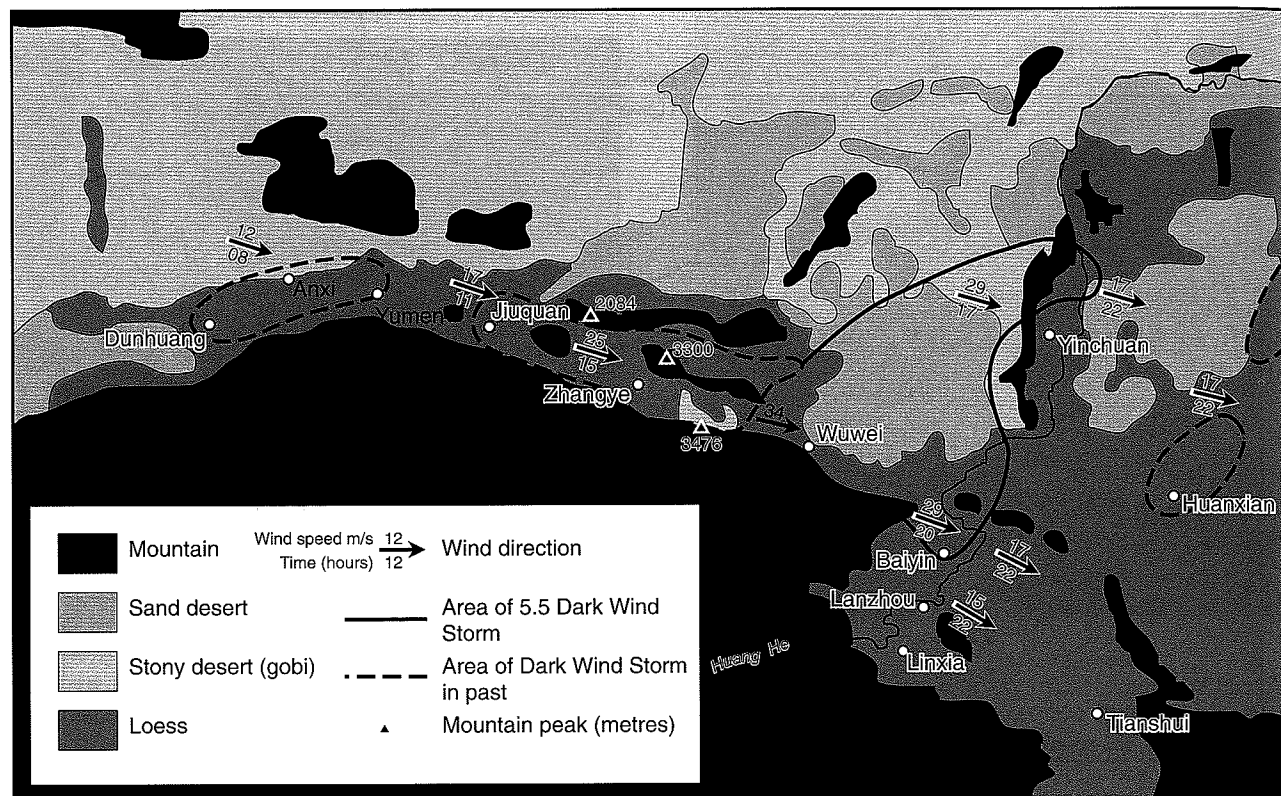 12
08
Anxi
Yumen
Dunhuang
17
11
Jiuquan
2084
25
15
3300
Zhangye
3476
34
Wuwei
29
17
17
22
Yinchuan
17
22
Huanxian
29
20
Baiyin
17
22
Lanzhou
15
22
Linxia
Huang He
Tianshui
Mountain
Sand desert
Stony desert (gobi)
Loess
Wind speed m/s 12
Time (hours) 12
Wind direction
Area of 5.5 Dark Wind
Storm
Area of Dark Wind Storm
in past
Mountain peak (metres)